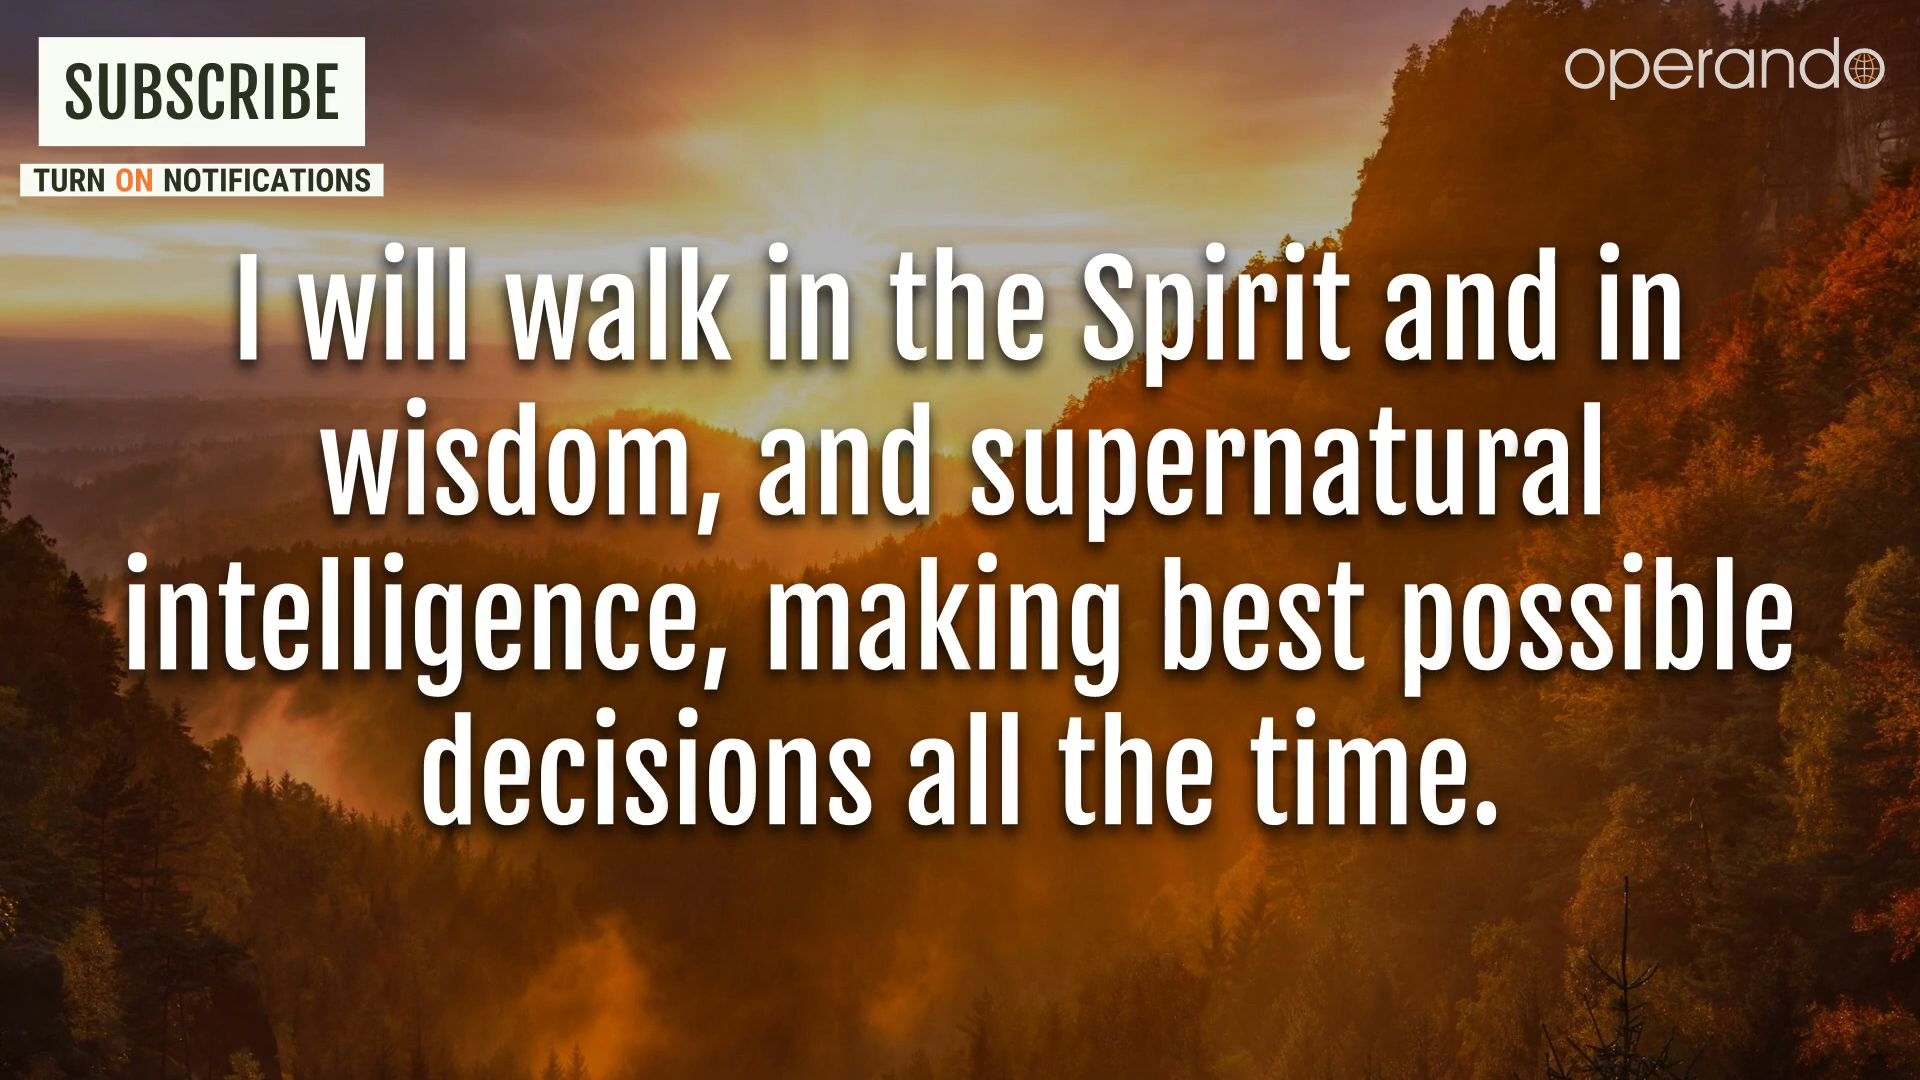 SUBSCRIBE
TURN ON NOTIFICATIONS
operando
I will walk in the Spirit and in
wisdom, and supernatural
intelligence, making best possible
decisions all the time.